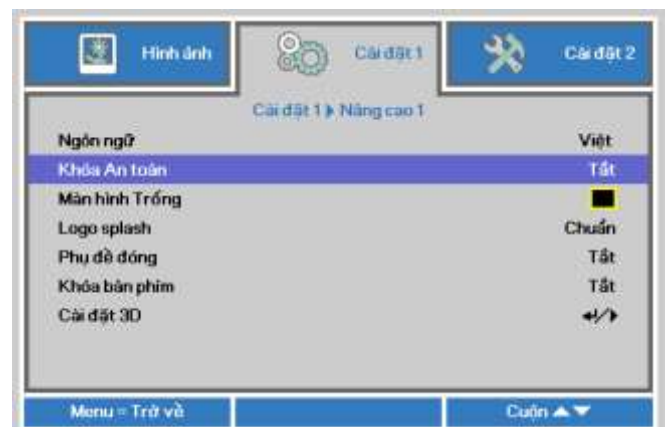 Hình ảnh
Cài đặt 1
Cài đặt 2
Cài đặt 1 Nâng cao 1
Ngôn ngữ Việt
Khóa An toàn Tắt
Màn hình Trống
Logo splash Chuẩn
Phụ đề đóng Tắt
Khóa bàn phím Tắt
Cài đặt 3D ↵/▶
Menu = Trở về Cuộn ▲▼